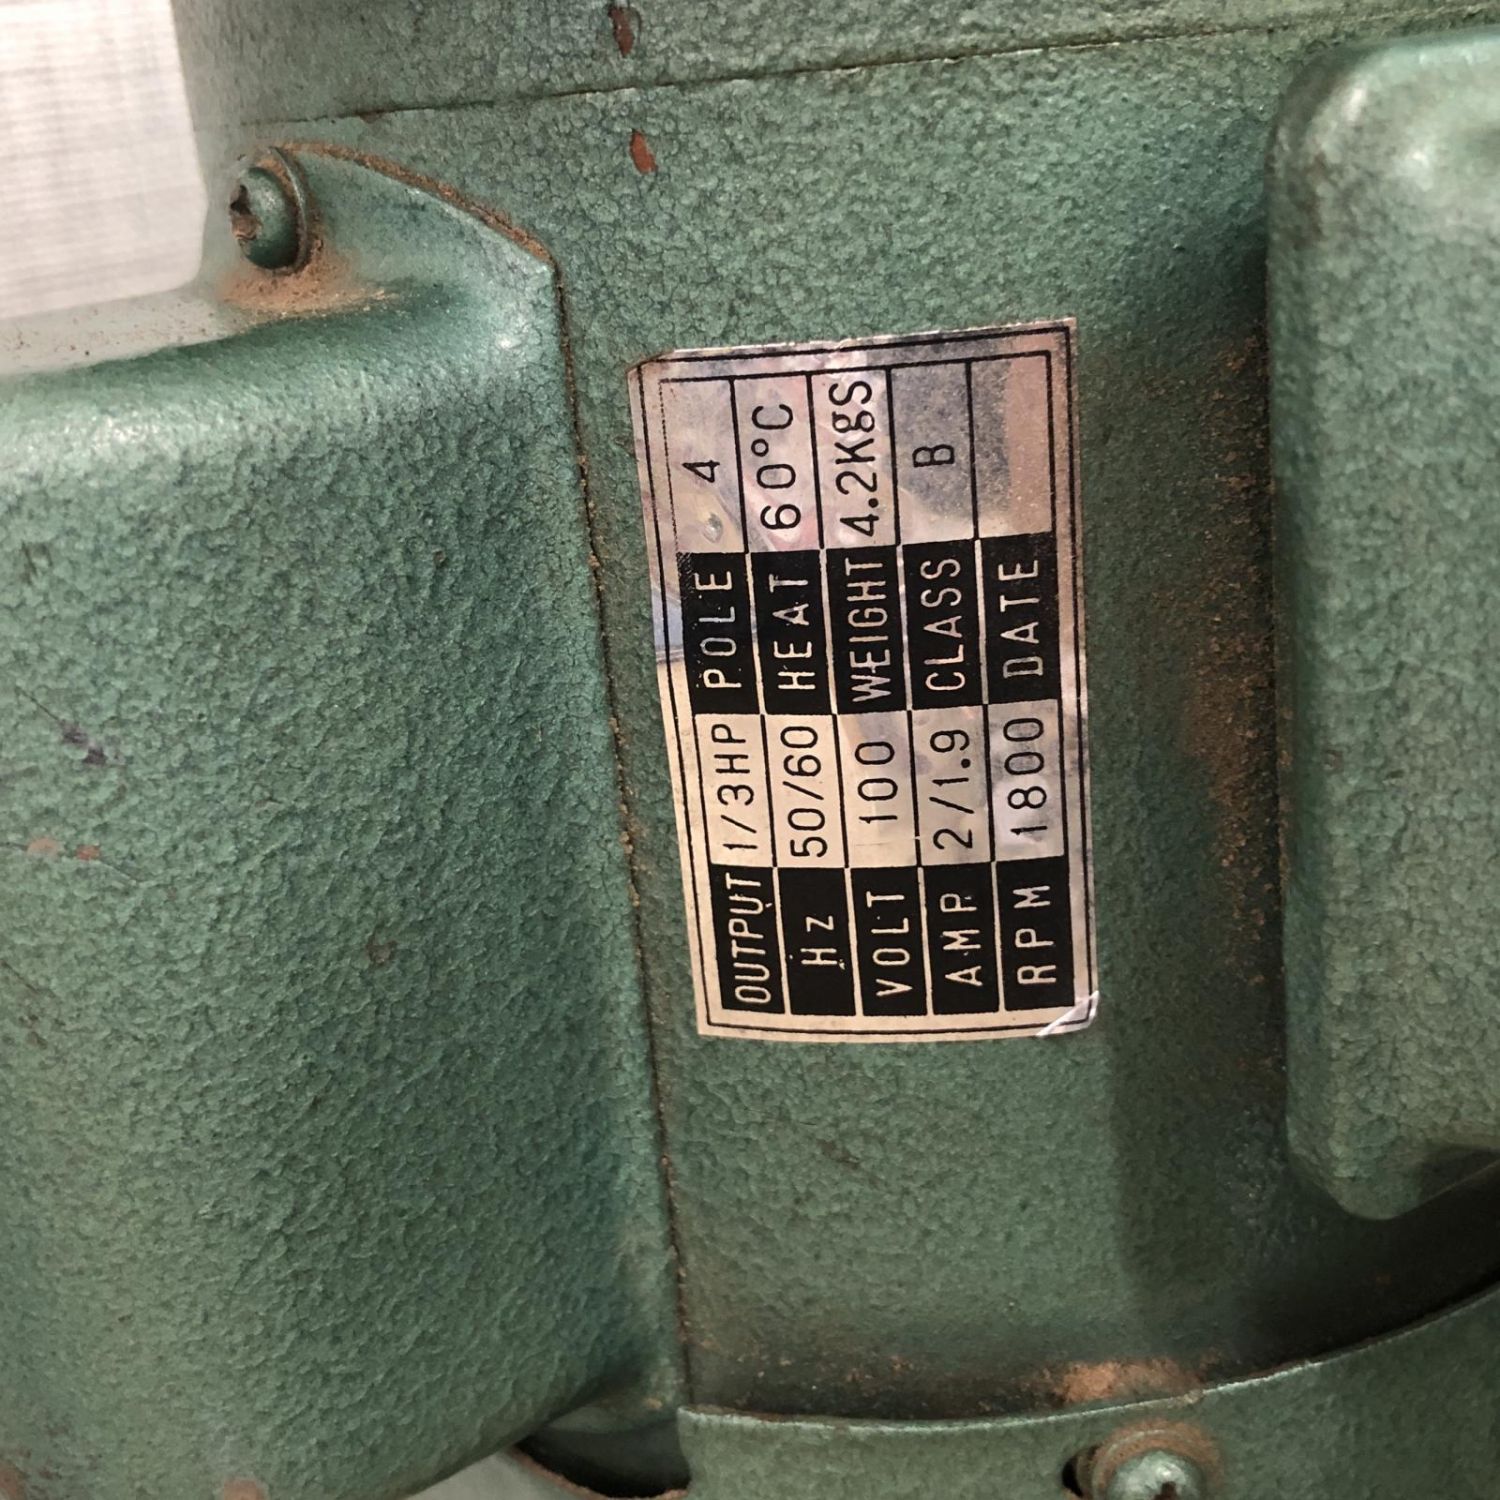 OUTPUT 1/3HP POLE 4
Hz 50/60 HEAT 60°C
VOLT 100 WEIGHT 4.2KgS
AMP. 2/1.9 CLASS B
RPM 1800 DATE